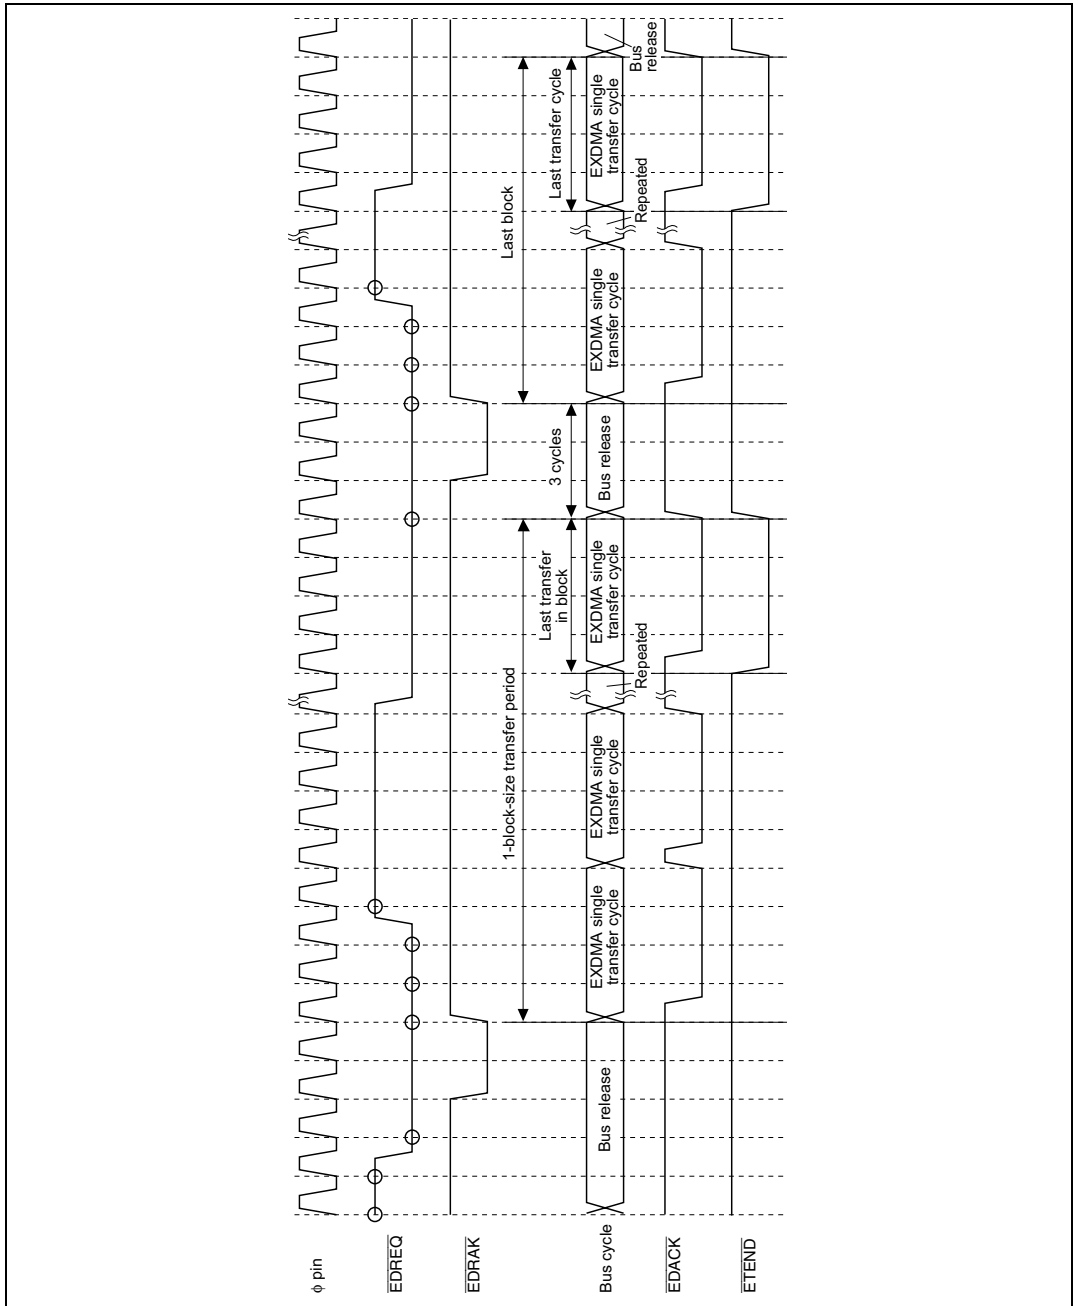 φ pin
EDREQ
EDRAK
1-block-size transfer period
Last transfer
in block
3 cycles
Last block
Last transfer cycle
Bus cycle
Bus release
EXDMA single
transfer cycle
EXDMA single
transfer cycle
Repeated
EXDMA single
transfer cycle
Bus release
EXDMA single
transfer cycle
Repeated
EXDMA single
transfer cycle
Bus
release
EDACK
ETEND